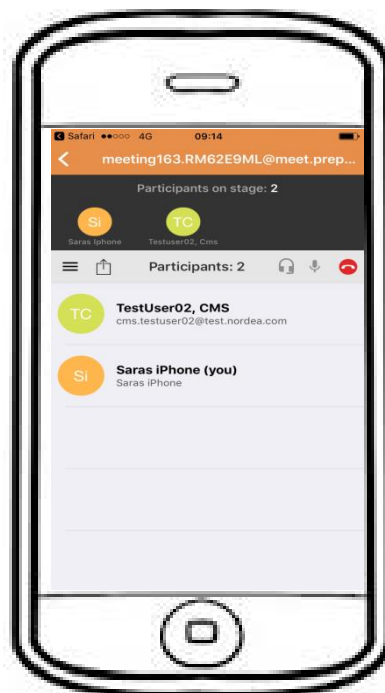 Safari 4G 09:14
meeting163.RM62E9ML@meet.prep...
Participants on stage: 2
Si TC
Saras Iphone Testuser02, Cms
Participants: 2
TC TestUser02, CMS
cms.testuser02@test.nordea.com
Si Saras iPhone (you)
Saras iPhone